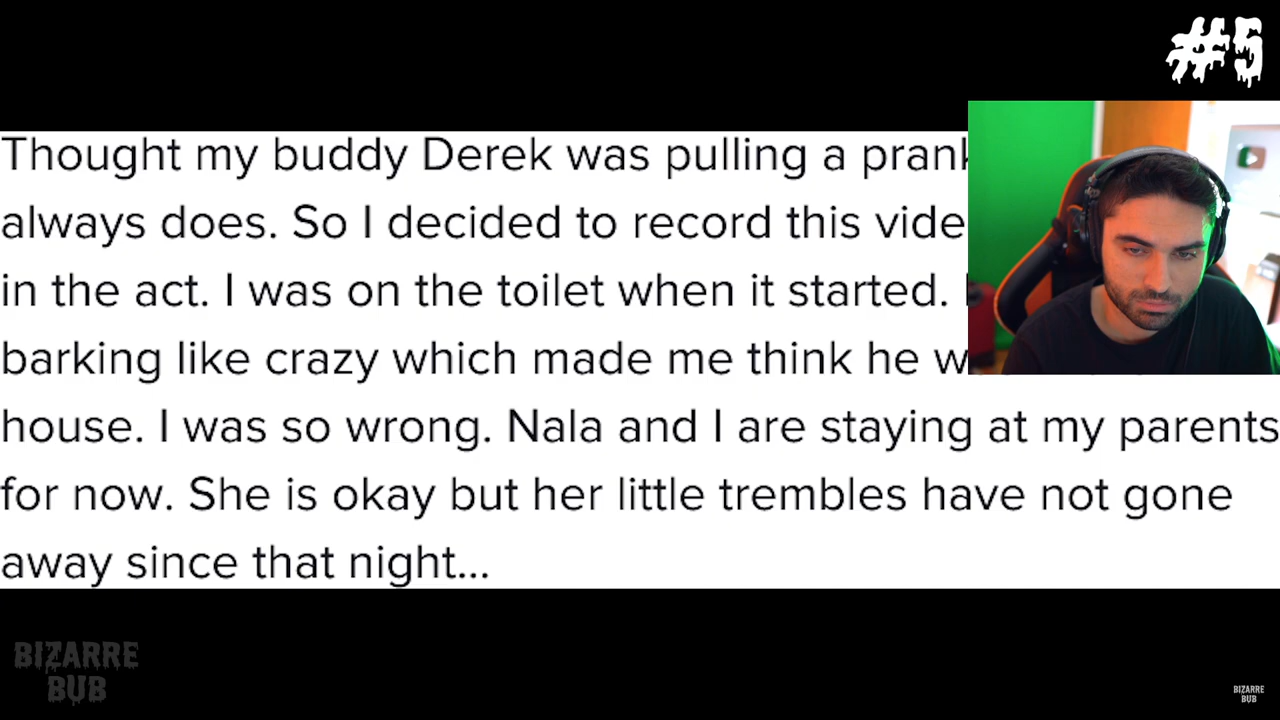 #5
Thought my buddy Derek was pulling a prank
always does. So I decided to record this vide
in the act. I was on the toilet when it started.
barking like crazy which made me think he w
house. I was so wrong. Nala and I are staying at my parents
for now. She is okay but her little trembles have not gone
away since that night...
BIZARRE
BUB
BIZARRE
BUB